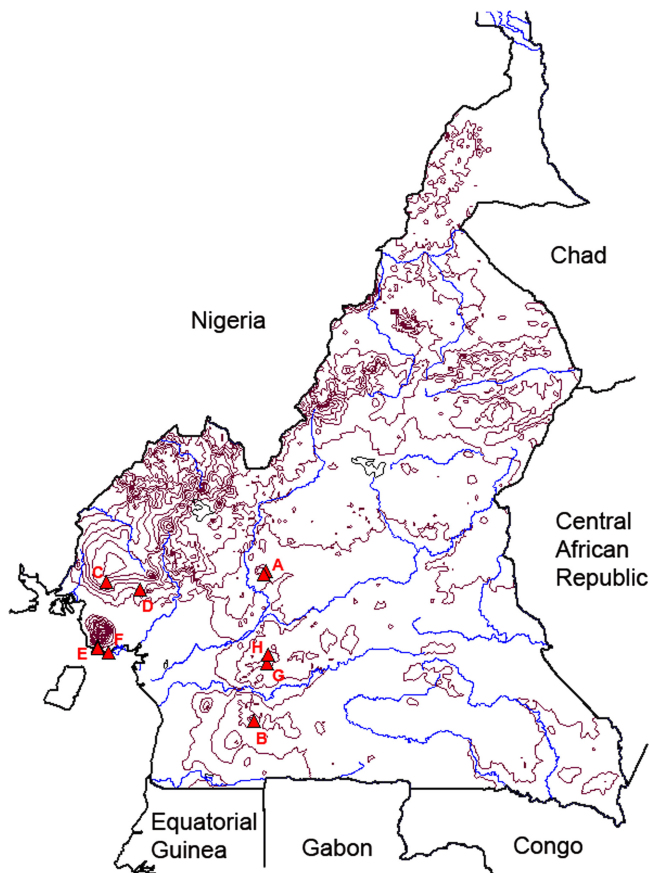 Chad
Nigeria
Central
African
Republic
A
C
D
F
E
H
G
B
Equatorial
Guinea
Gabon
Congo